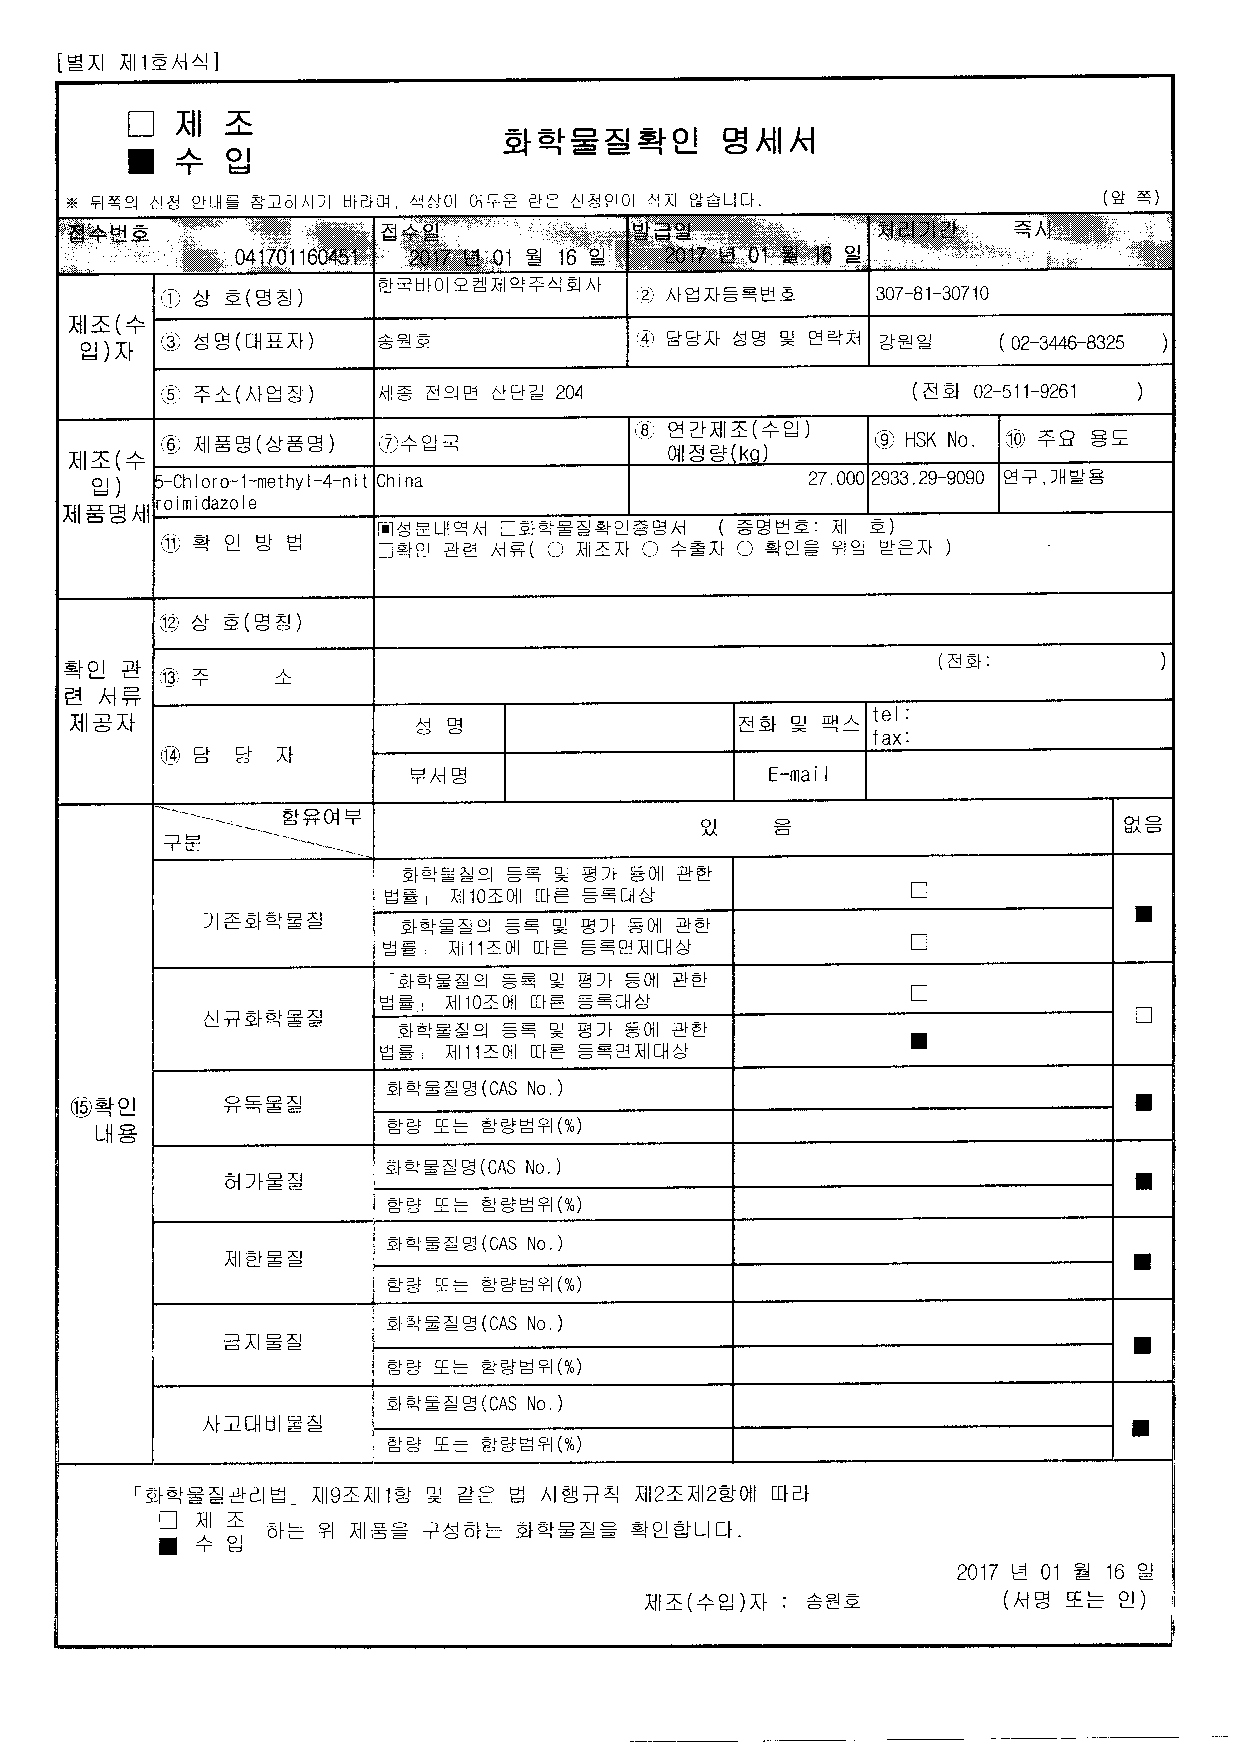 [별지 제1호서식]
□ 제 조
■ 수 입
화학물질확인 명세서
※ 뒤쪽의 신청 안내를 참고하시기 바라며, 색상이 어두운 란은 신청인이 적지 않습니다.
(앞 쪽)
접수번호 접수일 발급일 처리기간 즉시
041701160451 2017 년 01 월 16 일 2017 년 01 월 16 일
제조(수입)자
① 상 호(명칭) 한국바이오켐제약주식회사 ② 사업자등록번호 307-81-30710
③ 성명(대표자) 송원호 ④ 담당자 성명 및 연락처 강원일 ( 02-3446-8325 )
⑤ 주소(사업장) 세종 전의면 산단길 204 (전화 02-511-9261 )
제조(수입) 제품명세
⑥ 제품명(상품명) ⑦수입국 ⑧ 연간제조(수입) 예정량(kg) ⑨ HSK No. ⑩ 주요 용도
5-Chloro-1-methyl-4-nit China 27.000 2933.29-9090 연구,개발용
roimidazole
⑪ 확 인 방 법
▣성분내역서 □화학물질확인증명서 ( 증명번호: 제 호)
□확인 관련 서류( ○ 제조자 ○ 수출자 ○ 확인을 위임 받은자 )
확인 관련 서류 제공자
⑫ 상 호(명칭)
⑬ 주 소 (전화: )
⑭ 담 당 자
성 명 전화 및 팩스 tel:
fax:
부서명 E-mail
⑮확인 내용
함유여부
구분
있 음 없음
기존화학물질
화학물질의 등록 및 평가 등에 관한
법률」 제10조에 따른 등록대상 □
■
화학물질의 등록 및 평가 등에 관한
법률」 제11조에 따른 등록면제대상 □
신규화학물질
「화학물질의 등록 및 평가 등에 관한
법률」 제10조에 따른 등록대상 □
□
화학물질의 등록 및 평가 등에 관한
법률」 제11조에 따른 등록면제대상 ■
유독물질
화학물질명(CAS No.)
■
함량 또는 함량범위(%)
허가물질
화학물질명(CAS No.)
■
함량 또는 함량범위(%)
제한물질
화학물질명(CAS No.)
■
함량 또는 함량범위(%)
금지물질
화학물질명(CAS No.)
■
함량 또는 함량범위(%)
사고대비물질
화학물질명(CAS No.)
■
함량 또는 함량범위(%)
「화학물질관리법」 제9조제1항 및 같은 법 시행규칙 제2조제2항에 따라
□ 제 조
■ 수 입
하는 위 제품을 구성하는 화학물질을 확인합니다.
2017 년 01 월 16 일
제조(수입)자 : 송원호 (서명 또는 인)